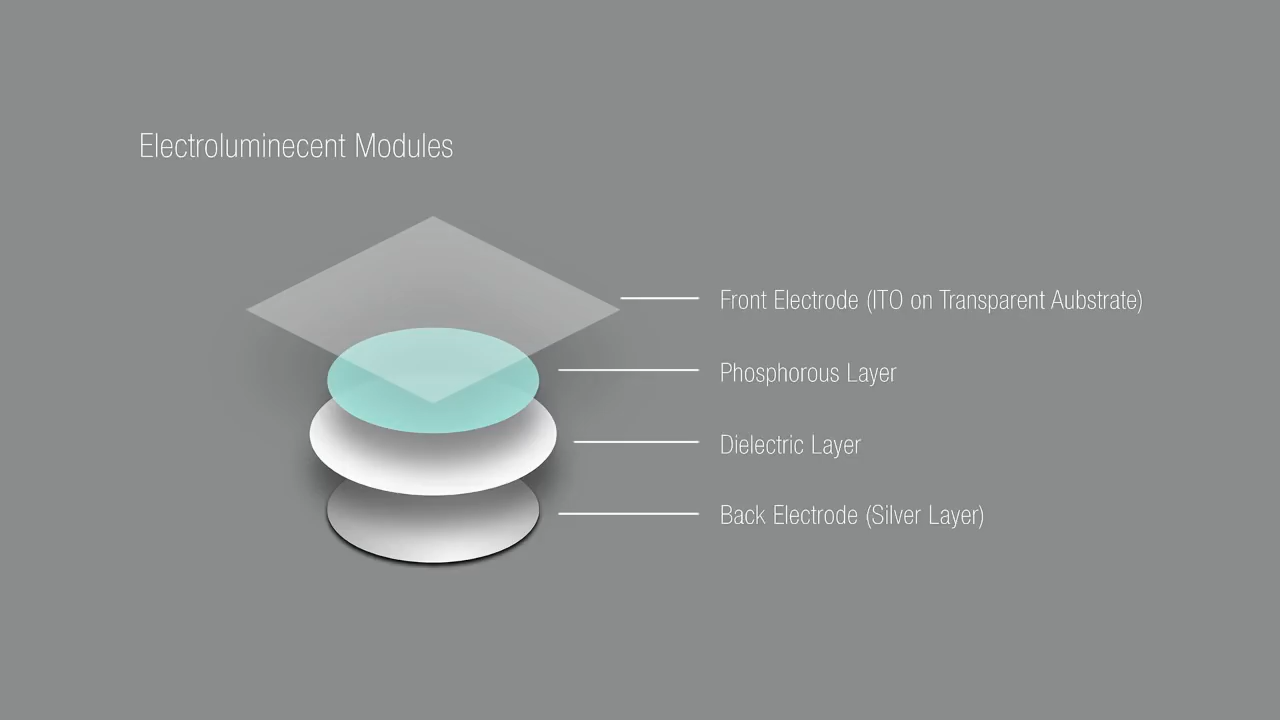 Electroluminecent Modules
Front Electrode (ITO on Transparent Aubstrate)
Phosphorous Layer
Dielectric Layer
Back Electrode (Silver Layer)